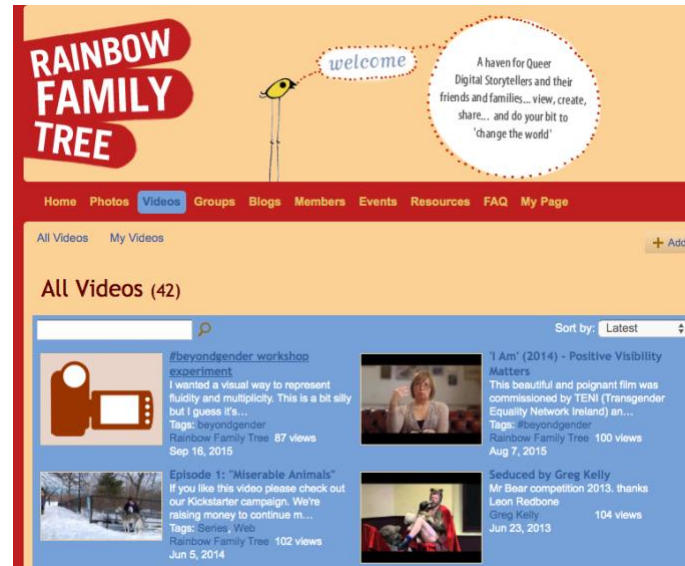 RAINBOW
FAMILY
TREE
welcome
A haven for Queer
Digital Storytellers and their
friends and families... view, create,
share... and do your bit to
'change the world'
Home Photos Videos Groups Blogs Members Events Resources FAQ My Page
All Videos My Videos
+ Add
All Videos (42)
Sort by: Latest
#beyondgender workshop
experiment
I wanted a visual way to represent
fluidity and multiplicity. This is a bit silly
but I guess it's…
Tags: beyondgender
Rainbow Family Tree 87 views
Sep 16, 2015
'I Am' (2014) - Positive Visibility
Matters
This beautiful and poignant film was
commissioned by TENI (Transgender
Equality Network Ireland) an…
Tags: #beyondgender
Rainbow Family Tree 100 views
Aug 7, 2015
Episode 1: "Miserable Animals"
If you like this video please check out
our Kickstarter campaign. We're
raising money to continue m…
Tags: Series, Web
Rainbow Family Tree 102 views
Jun 5, 2014
Seduced by Greg Kelly
Mr Bear competition 2013. thanks
Leon Redbone
Greg Kelly 104 views
Jun 23, 2013